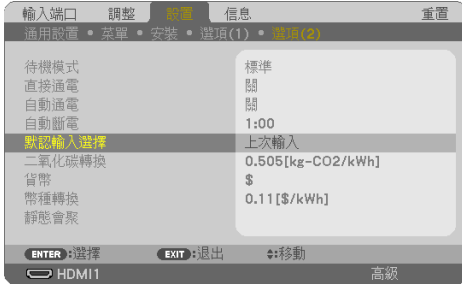 輸入端口 調整 設置 信息 重置
通用設置 • 菜單 • 安裝 • 選項(1) • 選項(2)
待機模式 標準
直接通電 關
自動通電 關
自動斷電 1:00
默認輸入選擇 上次輸入
二氧化碳轉換 0.505[kg-CO2/kWh]
貨幣 $
幣種轉換 0.11[$/kWh]
靜態會聚
ENTER :選擇 EXIT :退出 :移動
HDMI1 高級